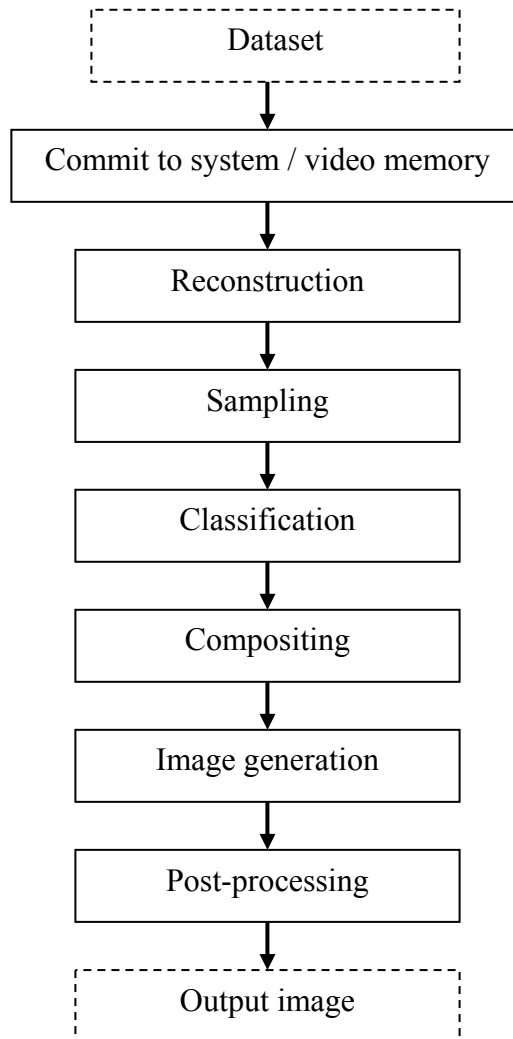 Dataset
Commit to system / video memory
Reconstruction
Sampling
Classification
Compositing
Image generation
Post-processing
Output image